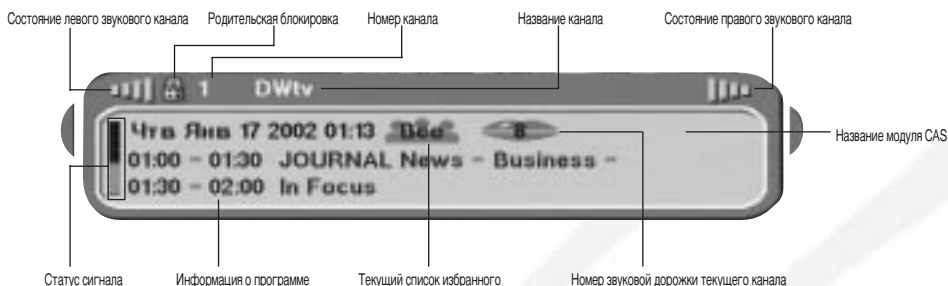 Состояние левого звукового канала
Родительская блокировка
Номер канала
Название канала
Состояние правого звукового канала
1 DWtv
Чтв Янв 17 2002 01:13 Все 8
Название модуля CAS
01:00 - 01:30 JOURNAL News - Business -
01:30 - 02:00 In Focus
Статус сигнала
Информация о программе
Текущий список избранного
Номер звуковой дорожки текущего канала